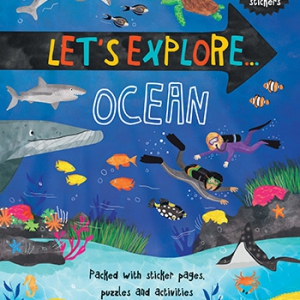 stickers
LET'S EXPLORE...
OCEAN
Packed with sticker pages,
puzzles and activities